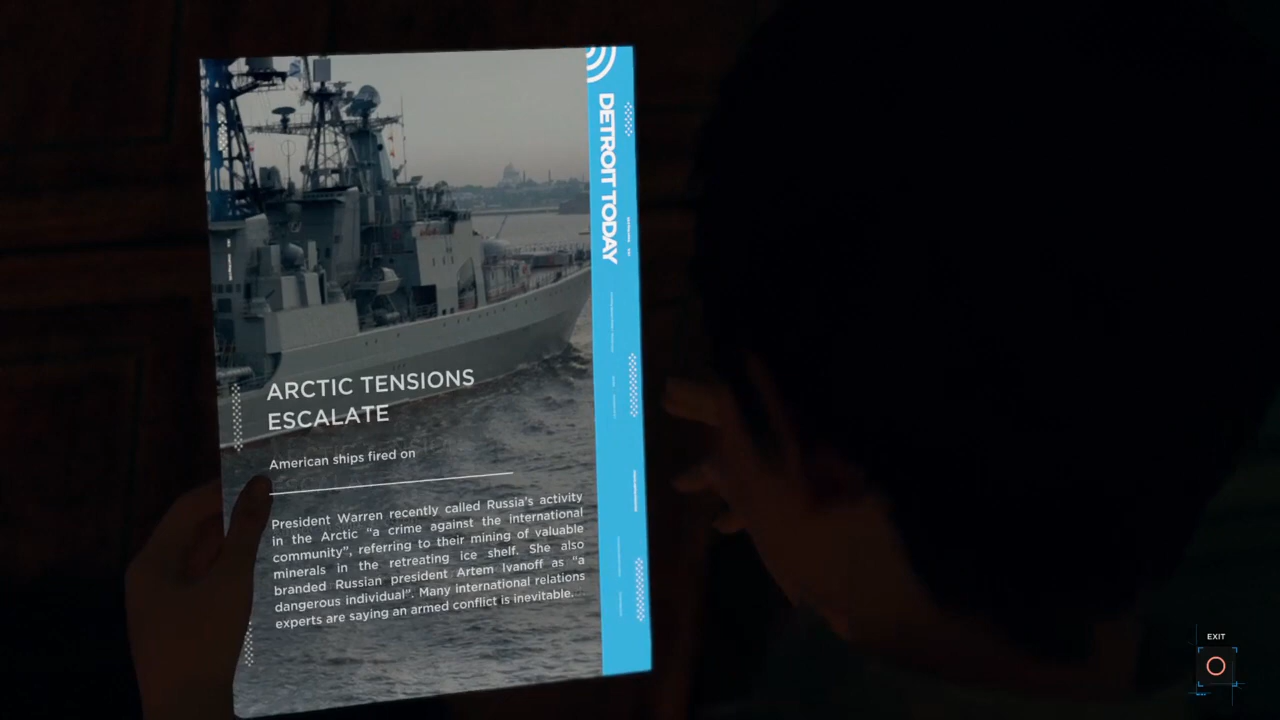 DETROIT TODAY
ARCTIC TENSIONS
ESCALATE
American ships fired on
President Warren recently called Russia's activity
in the Arctic “a crime against the international
community”, referring to their mining of valuable
minerals in the retreating ice shelf. She also
branded Russian president Artem Ivanoff as “a
dangerous individual”. Many international relations
experts are saying an armed conflict is inevitable.
EXIT